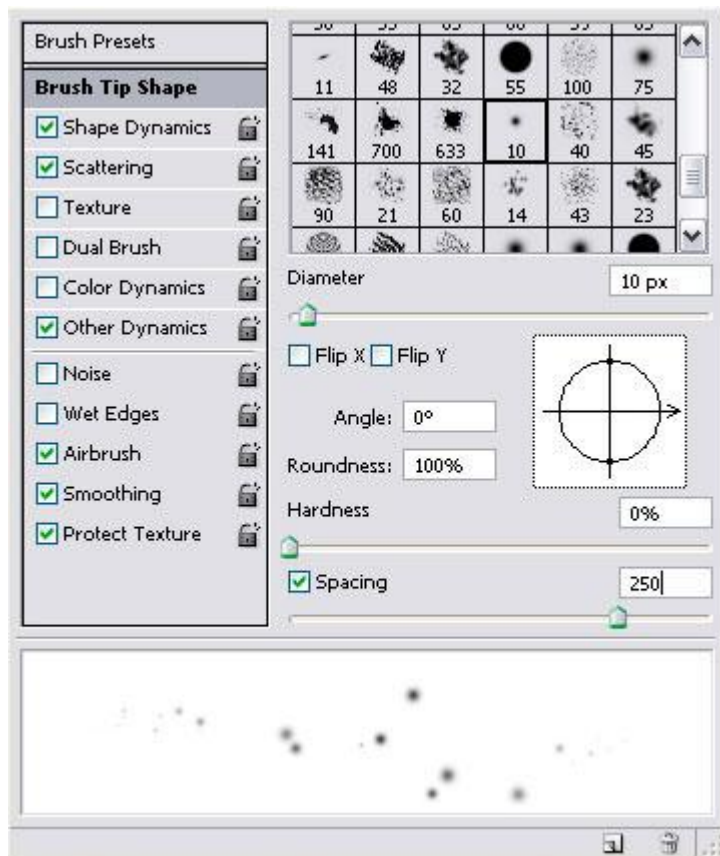 Brush Presets
Brush Tip Shape
Shape Dynamics
Scattering
Texture
Dual Brush
Color Dynamics
Other Dynamics
Noise
Wet Edges
Airbrush
Smoothing
Protect Texture
11 48 32 55 100 75
141 700 633 10 40 45
90 21 60 14 43 23
Diameter 10 px
Flip X Flip Y
Angle: 0°
Roundness: 100%
Hardness 0%
Spacing 250